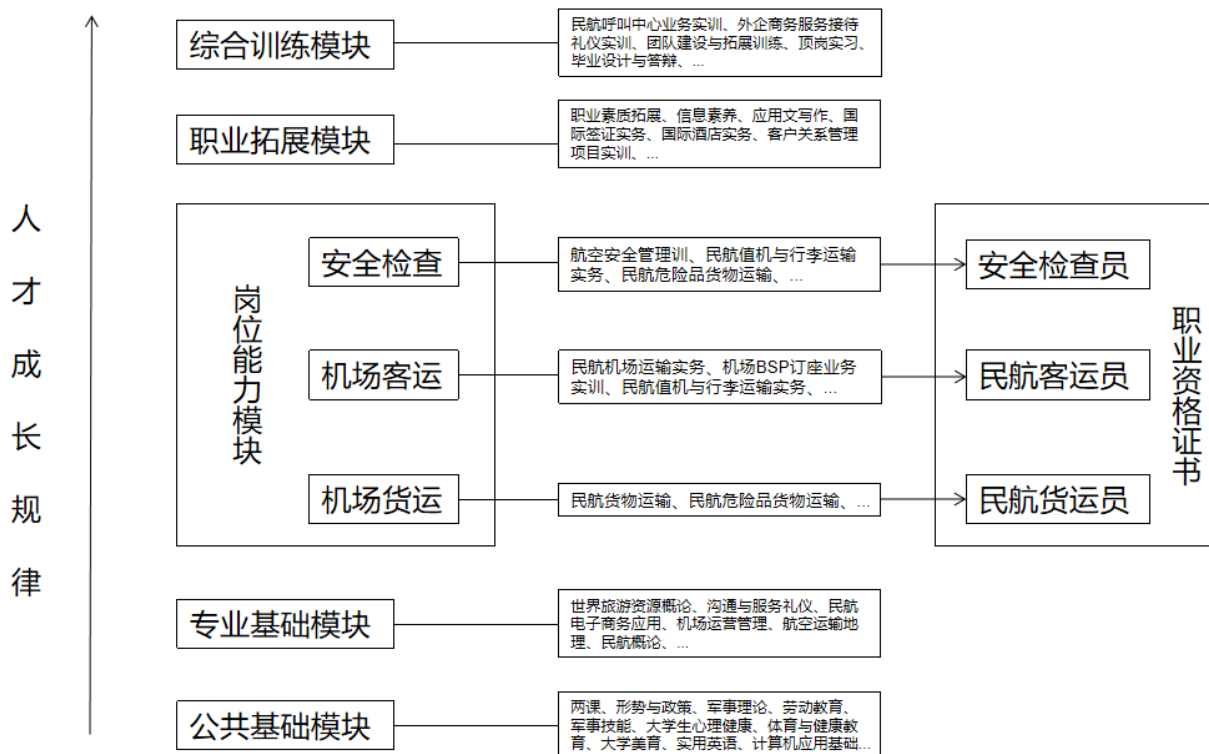 综合训练模块
民航呼叫中心业务实训、外企商务服务接待
礼仪实训、团队建设与拓展训练、顶岗实习、
毕业设计与答辩、...
职业拓展模块
职业素质拓展、信息素养、应用文写作、国
际签证实务、国际酒店实务、客户关系管理
项目实训、...
人才成长规律
岗位能力模块
安全检查
航空安全管理训、民航值机与行李运输
实务、民航危险品货物运输、...
安全检查员
机场客运
民航机场运输实务、机场BSP订座业务
实训、民航值机与行李运输实务、...
民航客运员
机场货运
民航货物运输、民航危险品货物运输、...
民航货运员
职业资格证书
专业基础模块
世界旅游资源概论、沟通与服务礼仪、民航
电子商务应用、机场运营管理、航空运输地
理、民航概论、...
公共基础模块
两课、形势与政策、军事理论、劳动教育、
军事技能、大学生心理健康、体育与健康教
育、大学美育、实用英语、计算机应用基础...